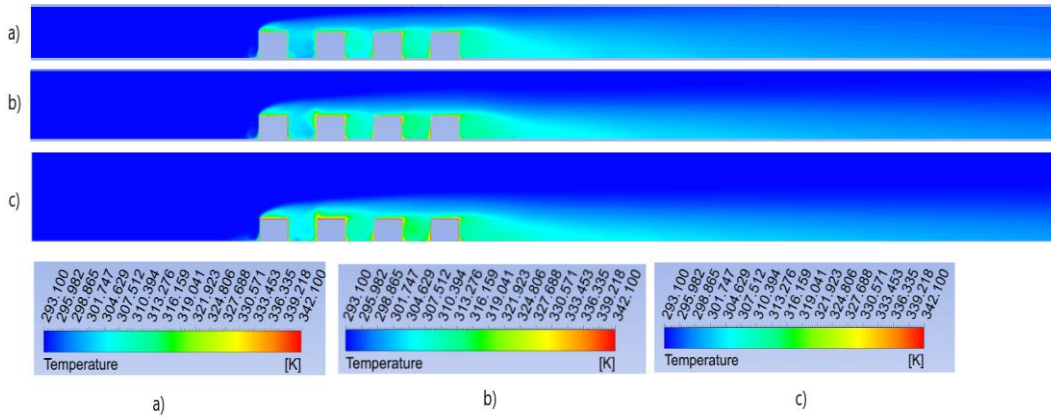 a)
b)
c)
293.100 295.982 298.865 301.747 304.629 307.512 310.394 313.276 316.159 319.041 321.923 324.806 327.688 330.571 333.453 336.335 339.218 342.100
Temperature [K]
a)
293.100 295.982 298.865 301.747 304.629 307.512 310.394 313.276 316.159 319.041 321.923 324.806 327.688 330.571 333.453 336.335 339.218 342.100
Temperature [K]
b)
293.100 295.982 298.865 301.747 304.629 307.512 310.394 313.276 316.159 319.041 321.923 324.806 327.688 330.571 333.453 336.335 339.218 342.100
Temperature [K]
c)